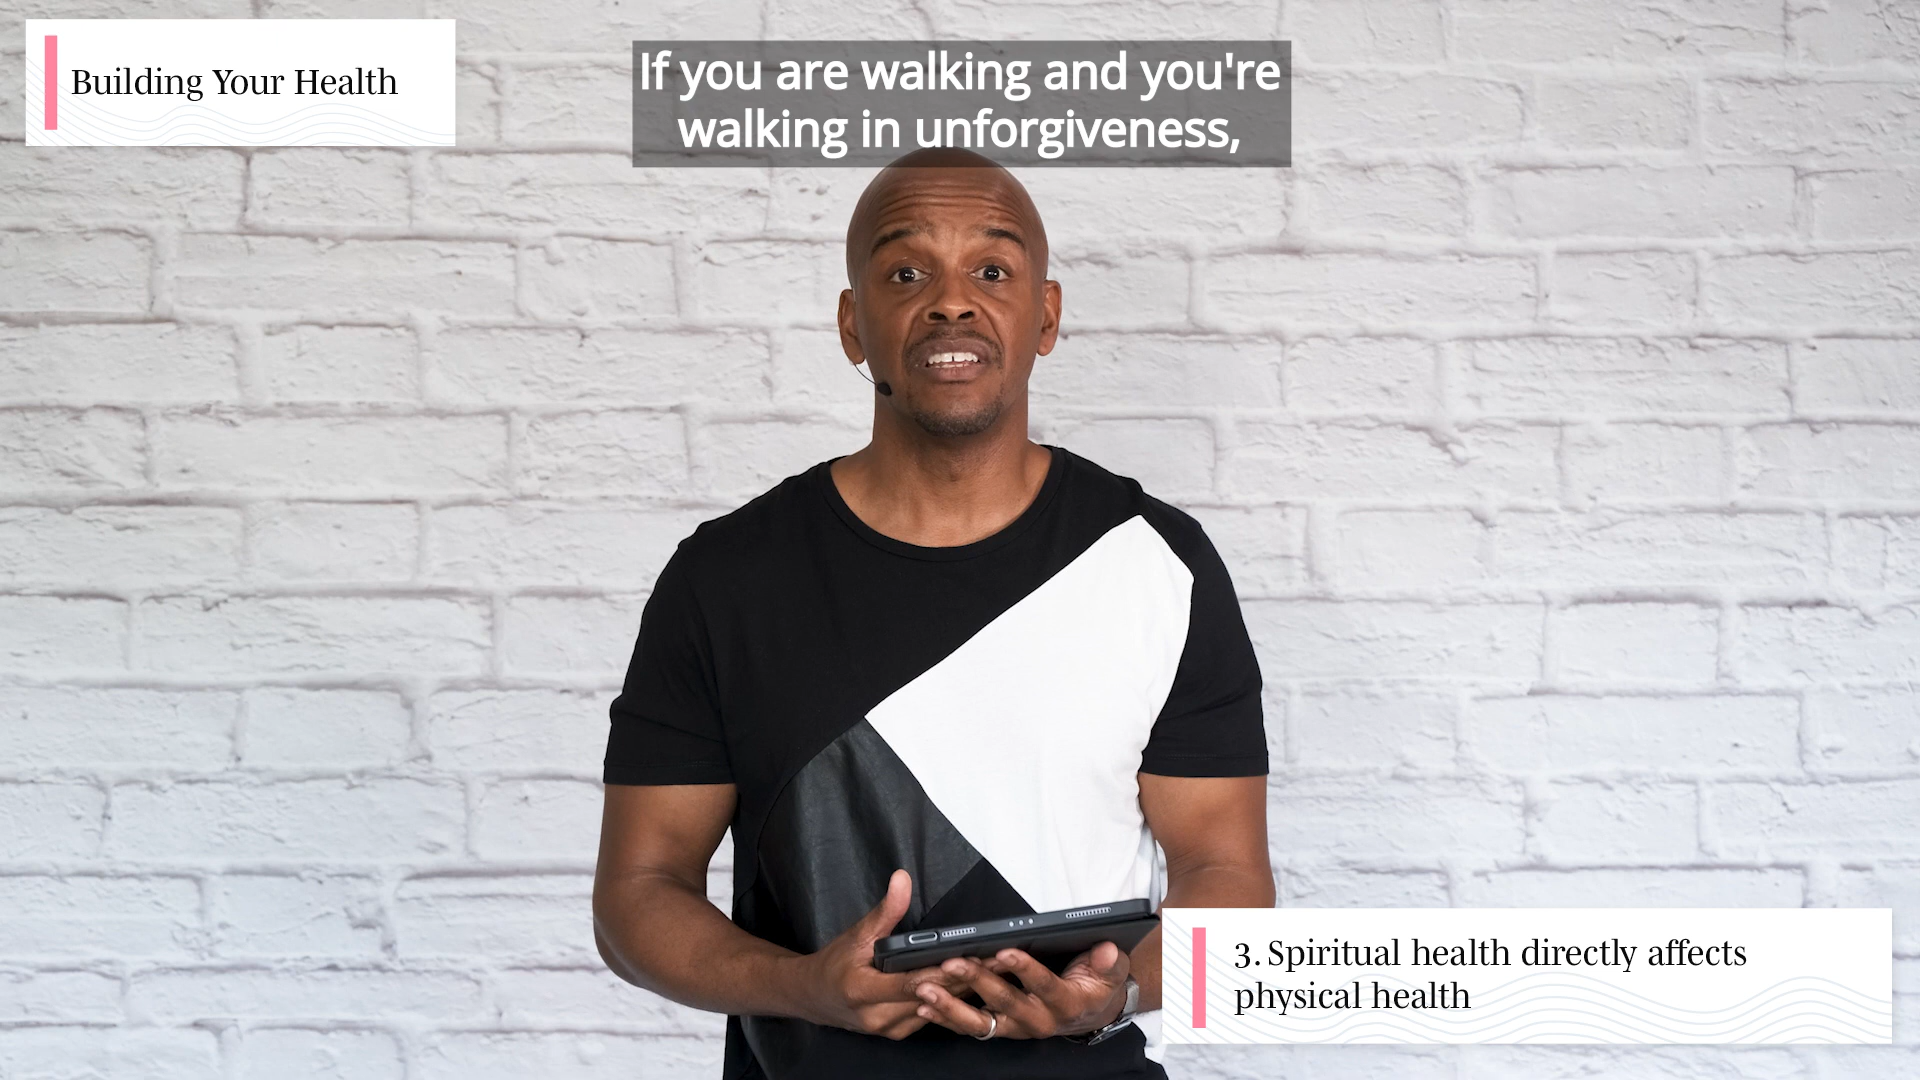 Building Your Health
If you are walking and you're
walking in unforgiveness,
3. Spiritual health directly affects
physical health